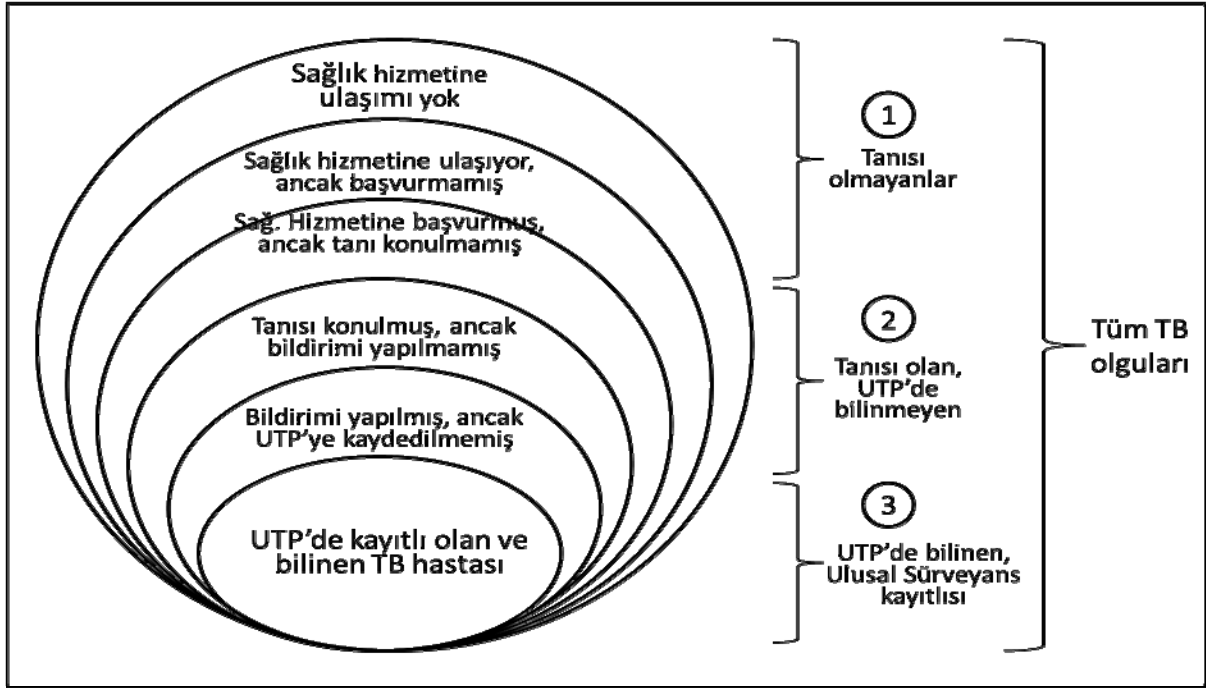 Sağlık hizmetine
ulaşımı yok
Sağlık hizmetine ulaşıyor,
ancak başvurmamış
Sağ. Hizmetine başvurmuş,
ancak tanı konulmamış
Tanısı konulmuş, ancak
bildirimi yapılmamış
Bildirimi yapılmış, ancak
UTP'ye kaydedilmemiş
UTP'de kayıtlı olan ve
bilinen TB hastası
1
Tanısı
olmayanlar
2
Tanısı olan,
UTP'de
bilinmeyen
3
UTP'de bilinen,
Ulusal Sürveyans
kayıtlısı
Tüm TB
olguları